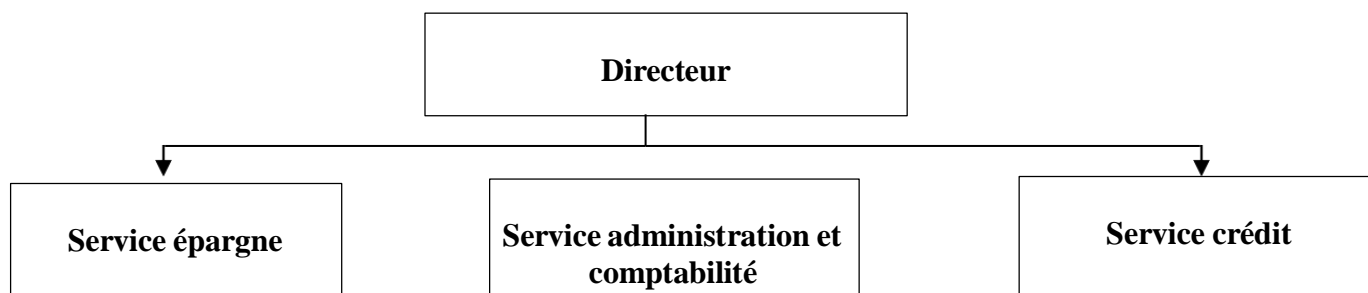 Directeur
Service épargne
Service administration et
comptabilité
Service crédit